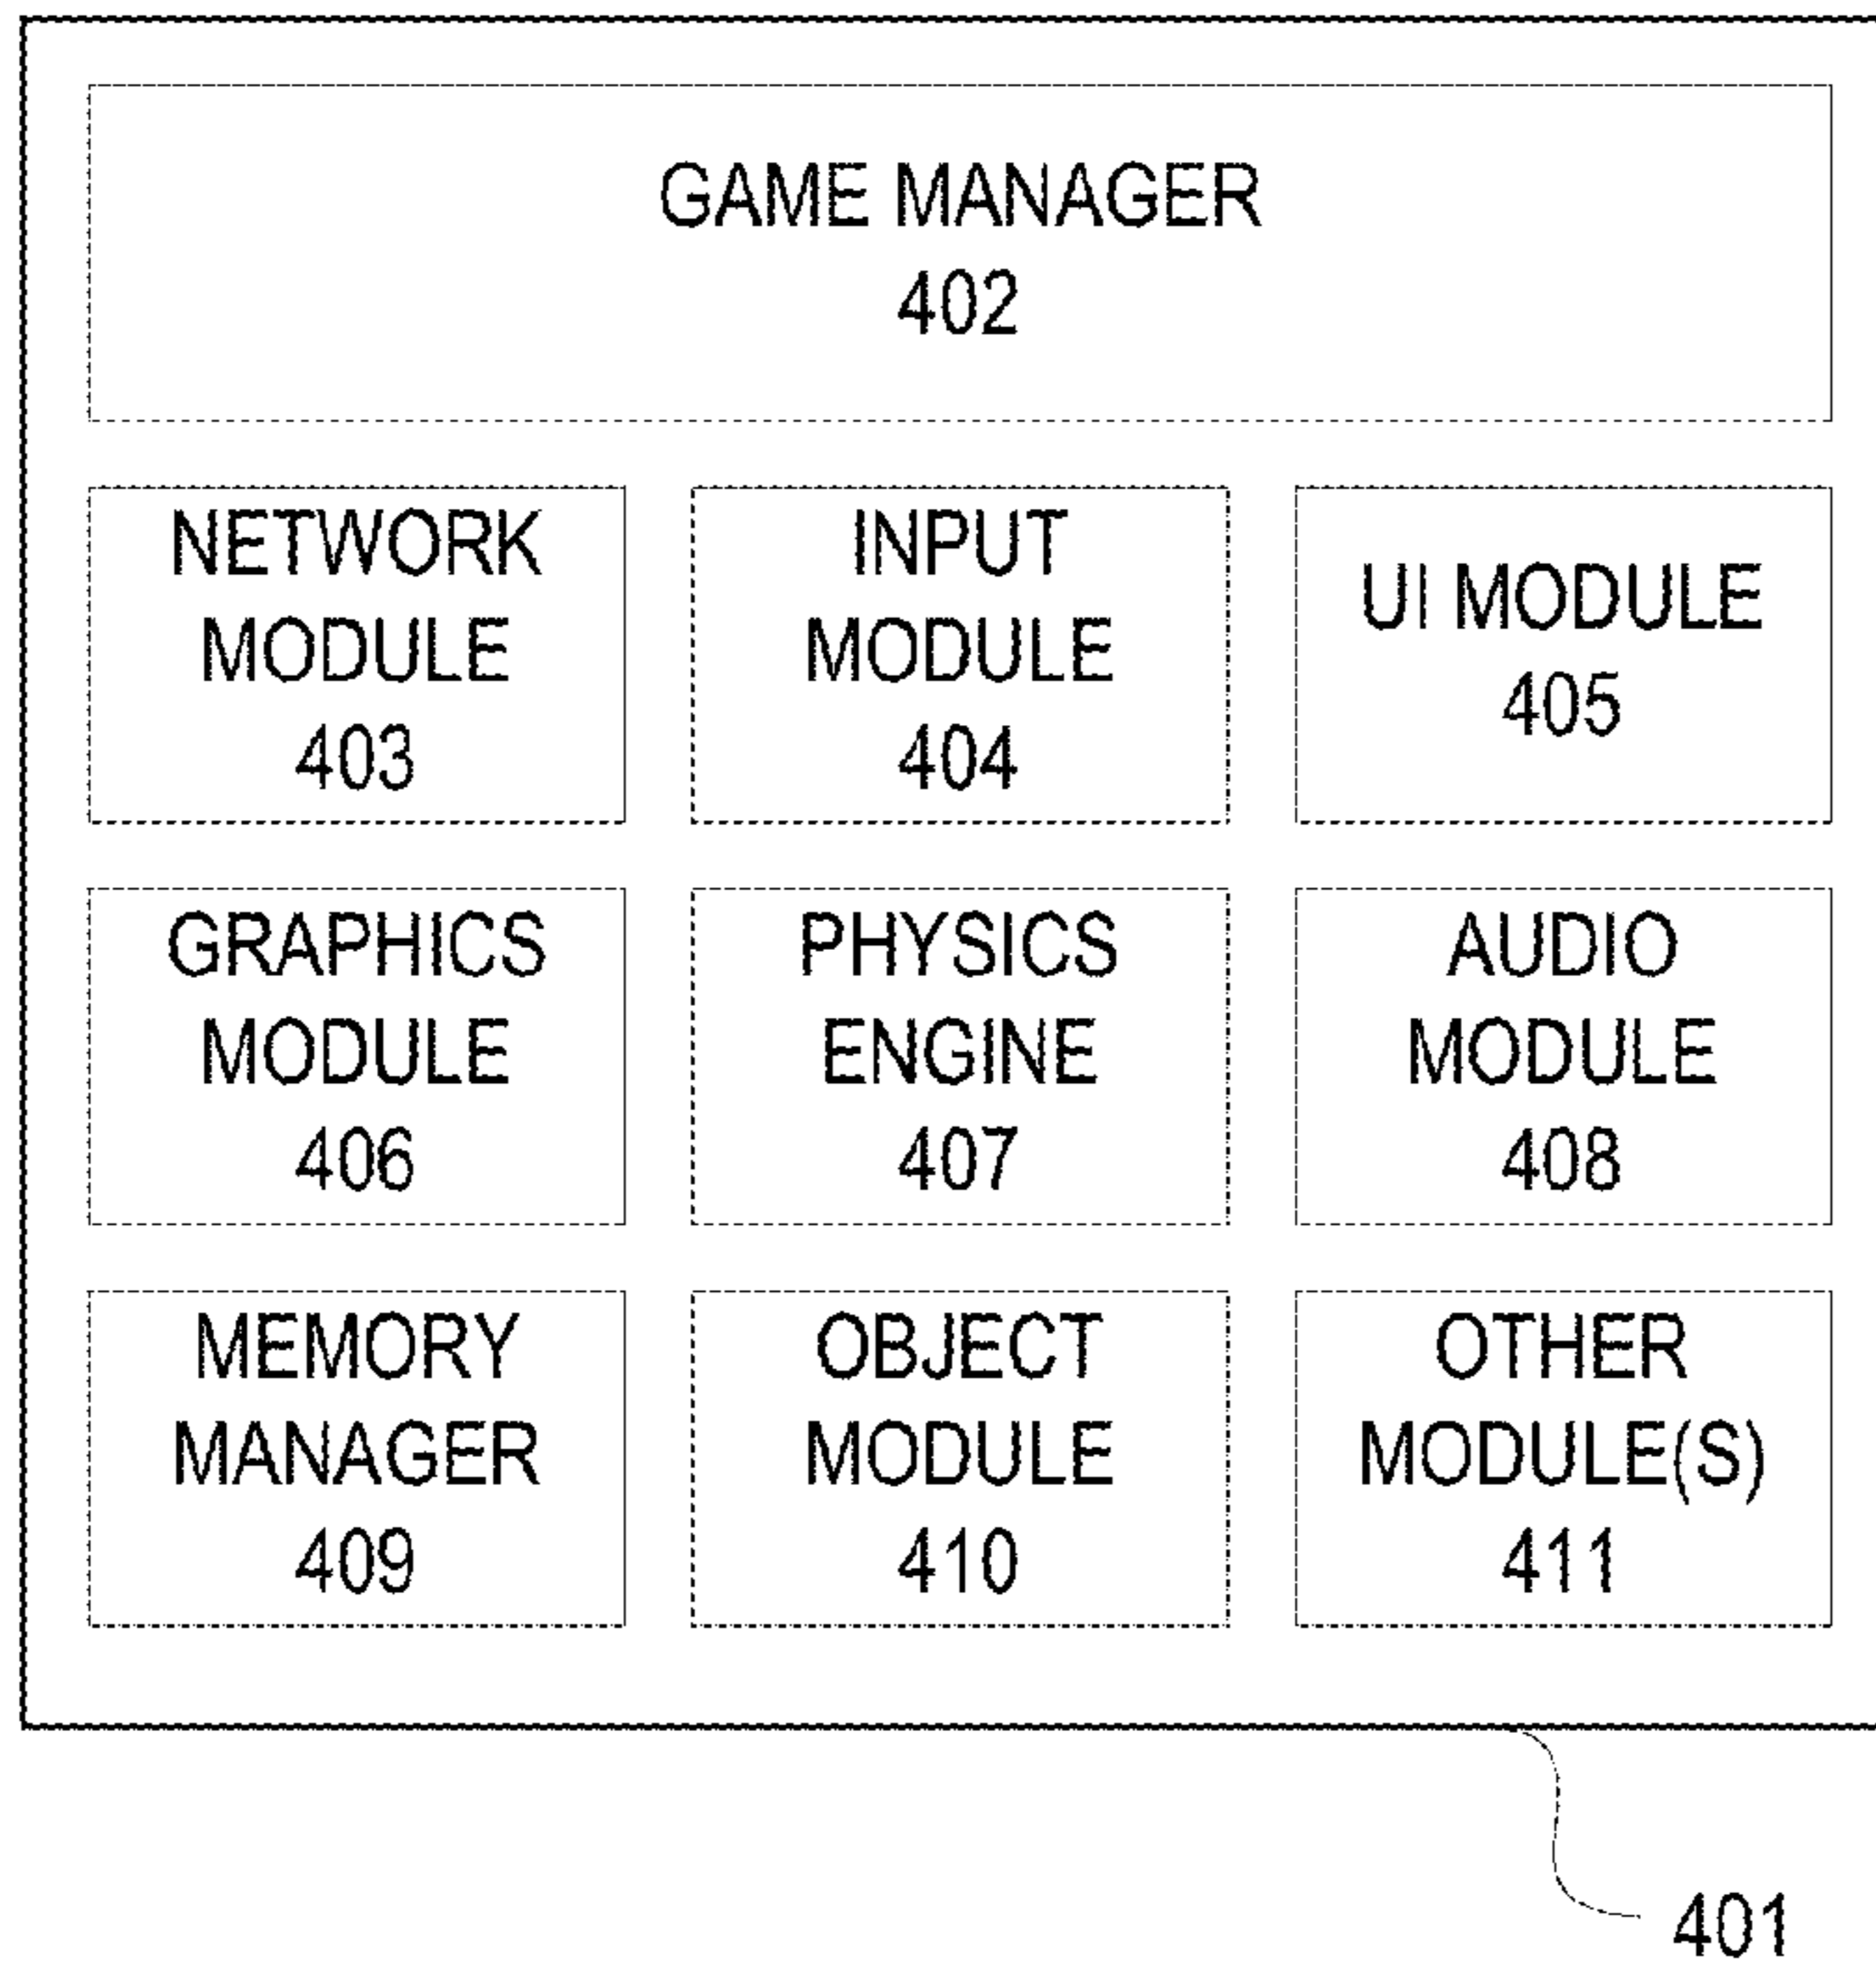 GAME MANAGER
402
NETWORK
MODULE
403
INPUT
MODULE
404
UI MODULE
405
GRAPHICS
MODULE
406
PHYSICS
ENGINE
407
AUDIO
MODULE
408
MEMORY
MANAGER
409
OBJECT
MODULE
410
OTHER
MODULE(S)
411
401